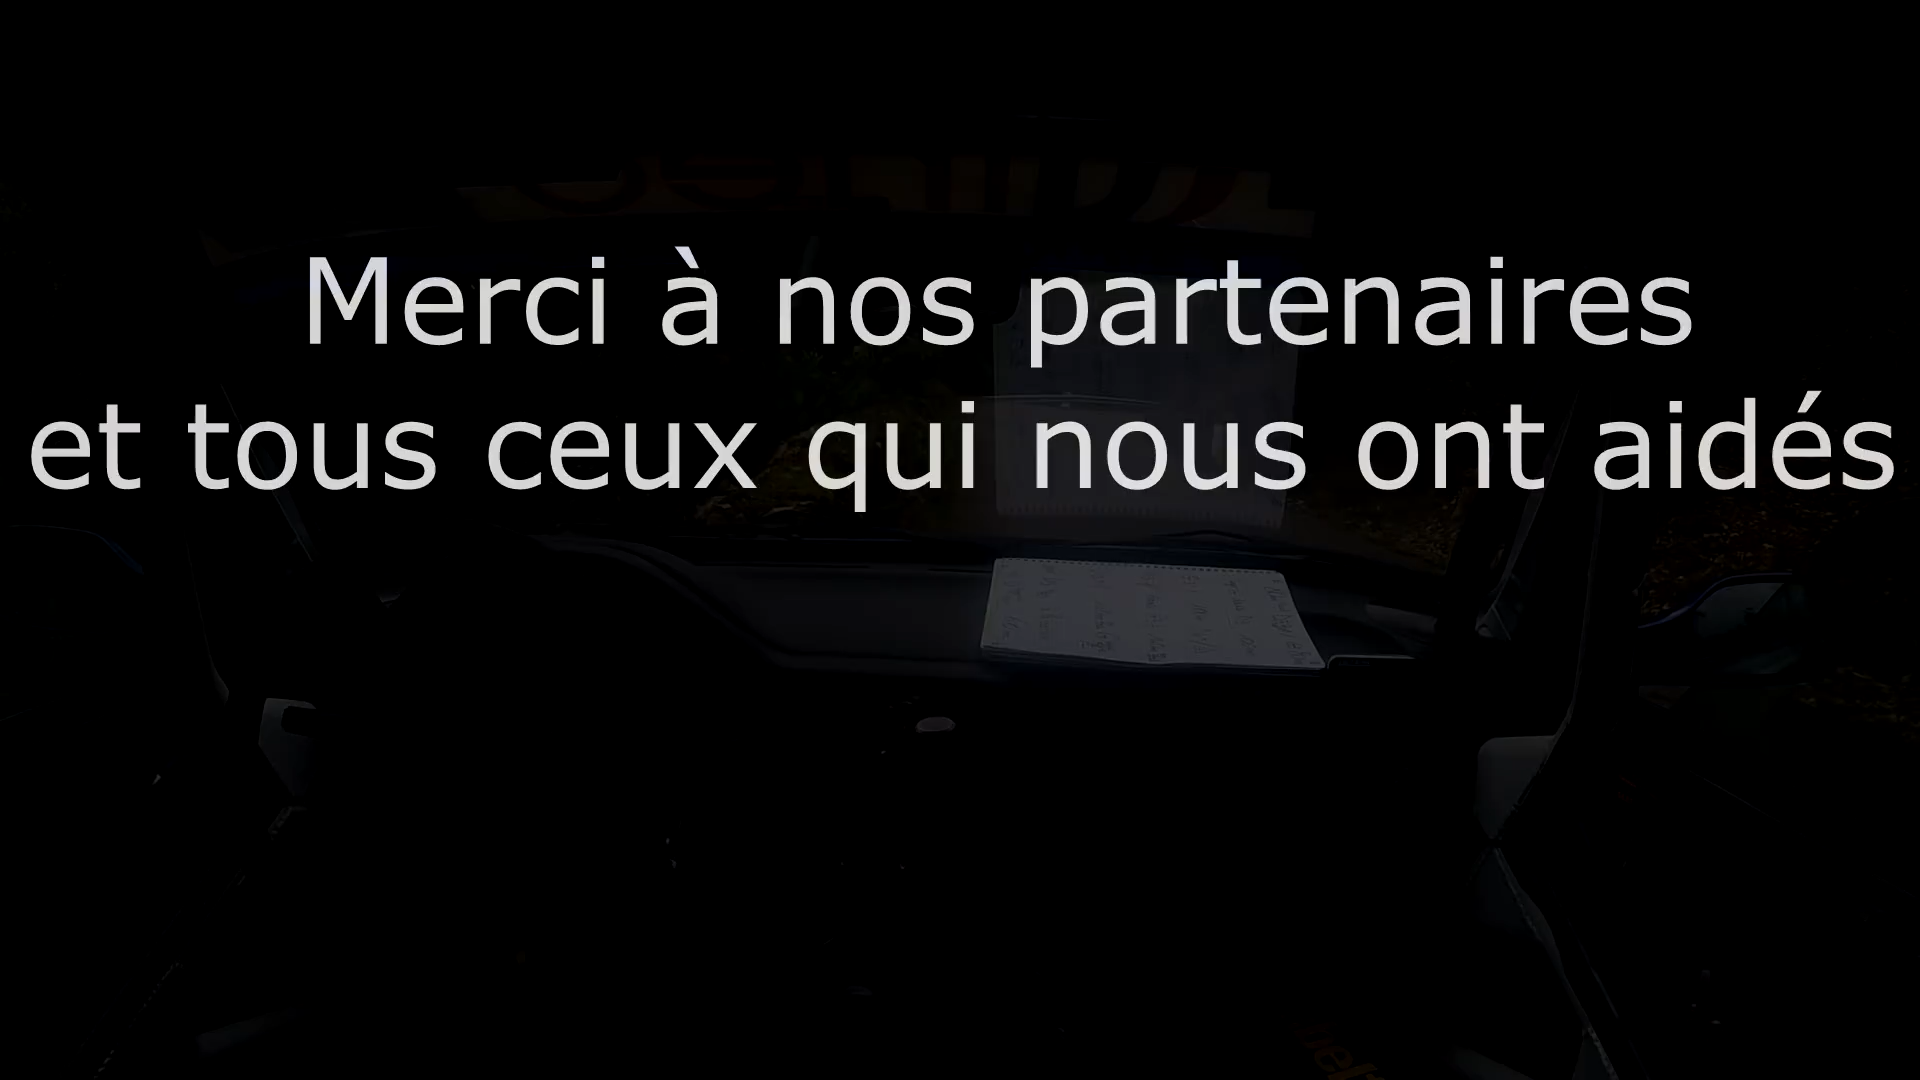 Merci à nos partenaires
et tous ceux qui nous ont aidés